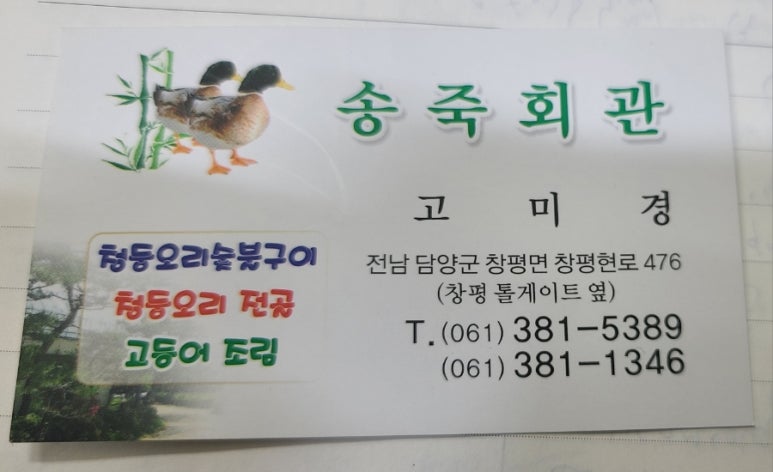 송죽회관
고 미 경
청둥오리숯붊구이
청둥오리 전골
고등어 조림
전남 담양군 창평면 창평현로 476
(창평 톨게이트 옆)
T. (061) 381-5389
(061) 381-1346